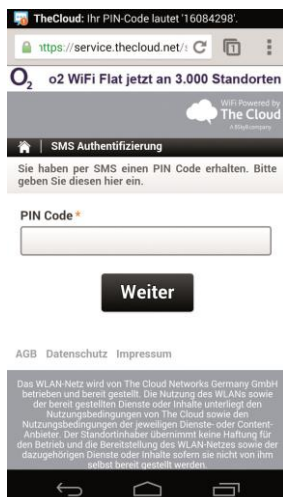 TheCloud: Ihr PIN-Code lautet '16084298'.
https://service.thecloud.net/s
O2 o2 WiFi Flat jetzt an 3.000 Standorten
WiFi Powered by
The Cloud
A BSkyB company
SMS Authentifizierung
Sie haben per SMS einen PIN Code erhalten. Bitte
geben Sie diesen hier ein.
PIN Code *
Weiter
AGB Datenschutz Impressum
Das WLAN-Netz wird von The Cloud Networks Germany GmbH
betrieben und bereit gestellt. Die Nutzung des WLANs sowie
der bereit gestellten Dienste oder Inhalte unterliegt den
Nutzungsbedingungen von The Cloud sowie den
Nutzungsbedingungen der jeweiligen Dienste- oder Content-
Anbieter. Der Standortinhaber übernimmt keine Haftung für
den Betrieb und die Bereitstellung des WLAN-Netzes sowie der
dazugehörigen Dienste oder Inhalte sofern sie nicht von ihm
selbst bereit gestellt werden.